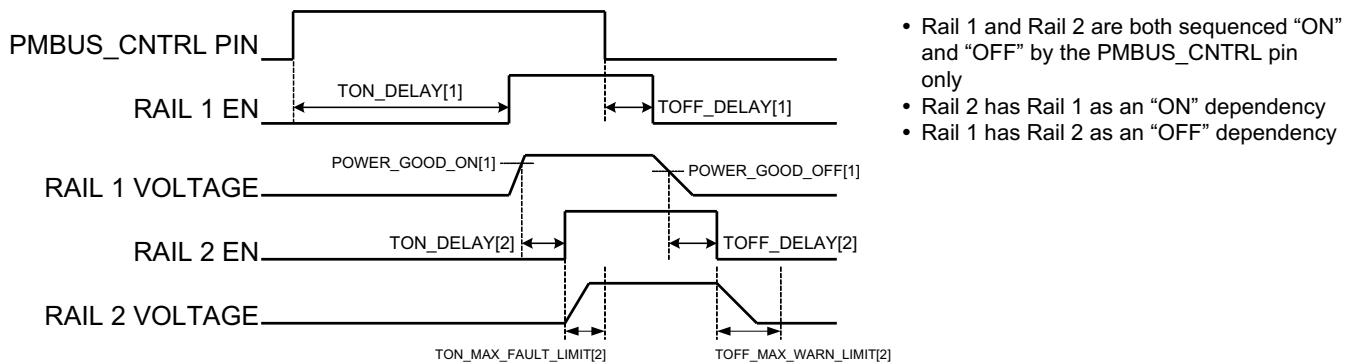 PMBUS_CNTRL PIN
RAIL 1 EN
TON_DELAY[1]
TOFF_DELAY[1]
RAIL 1 VOLTAGE
POWER_GOOD_ON[1]
POWER_GOOD_OFF[1]
RAIL 2 EN
TON_DELAY[2]
TOFF_DELAY[2]
RAIL 2 VOLTAGE
TON_MAX_FAULT_LIMIT[2]
TOFF_MAX_WARN_LIMIT[2]
• Rail 1 and Rail 2 are both sequenced “ON”
and “OFF” by the PMBUS_CNTRL pin
only
• Rail 2 has Rail 1 as an “ON” dependency
• Rail 1 has Rail 2 as an “OFF” dependency